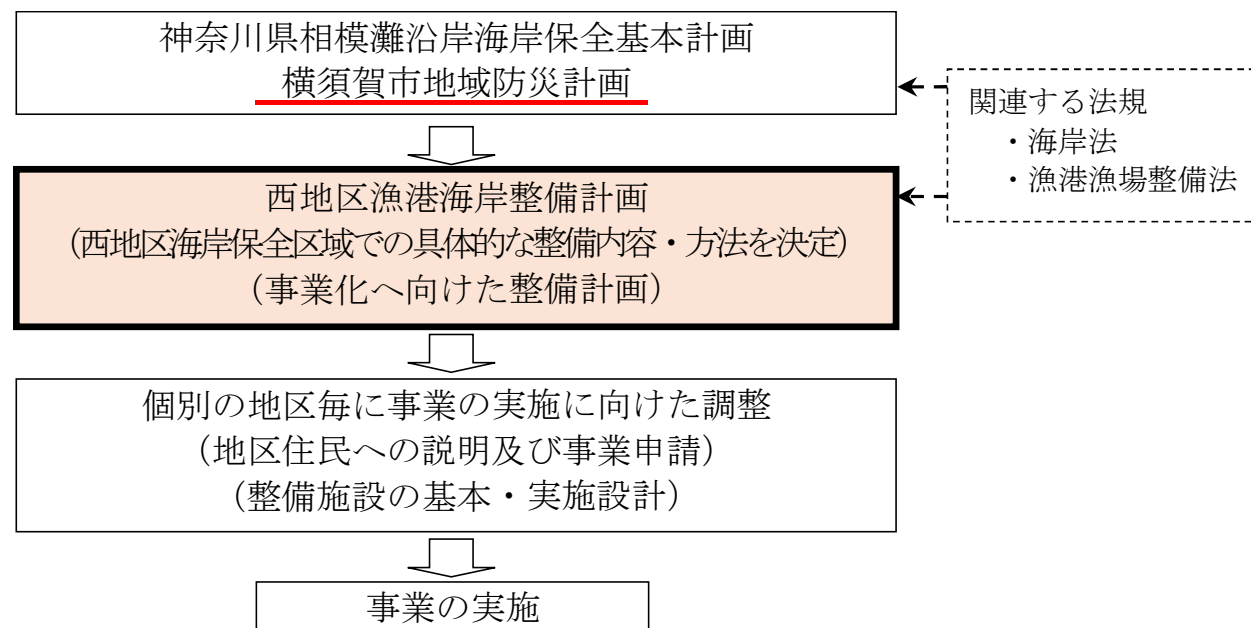 神奈川県相模灘沿岸海岸保全基本計画
横須賀市地域防災計画
関連する法規
・海岸法
・漁港漁場整備法
西地区漁港海岸整備計画
(西地区海岸保全区域での具体的な整備内容・方法を決定)
(事業化へ向けた整備計画)
個別の地区毎に事業の実施に向けた調整
(地区住民への説明及び事業申請)
(整備施設の基本・実施設計)
事業の実施